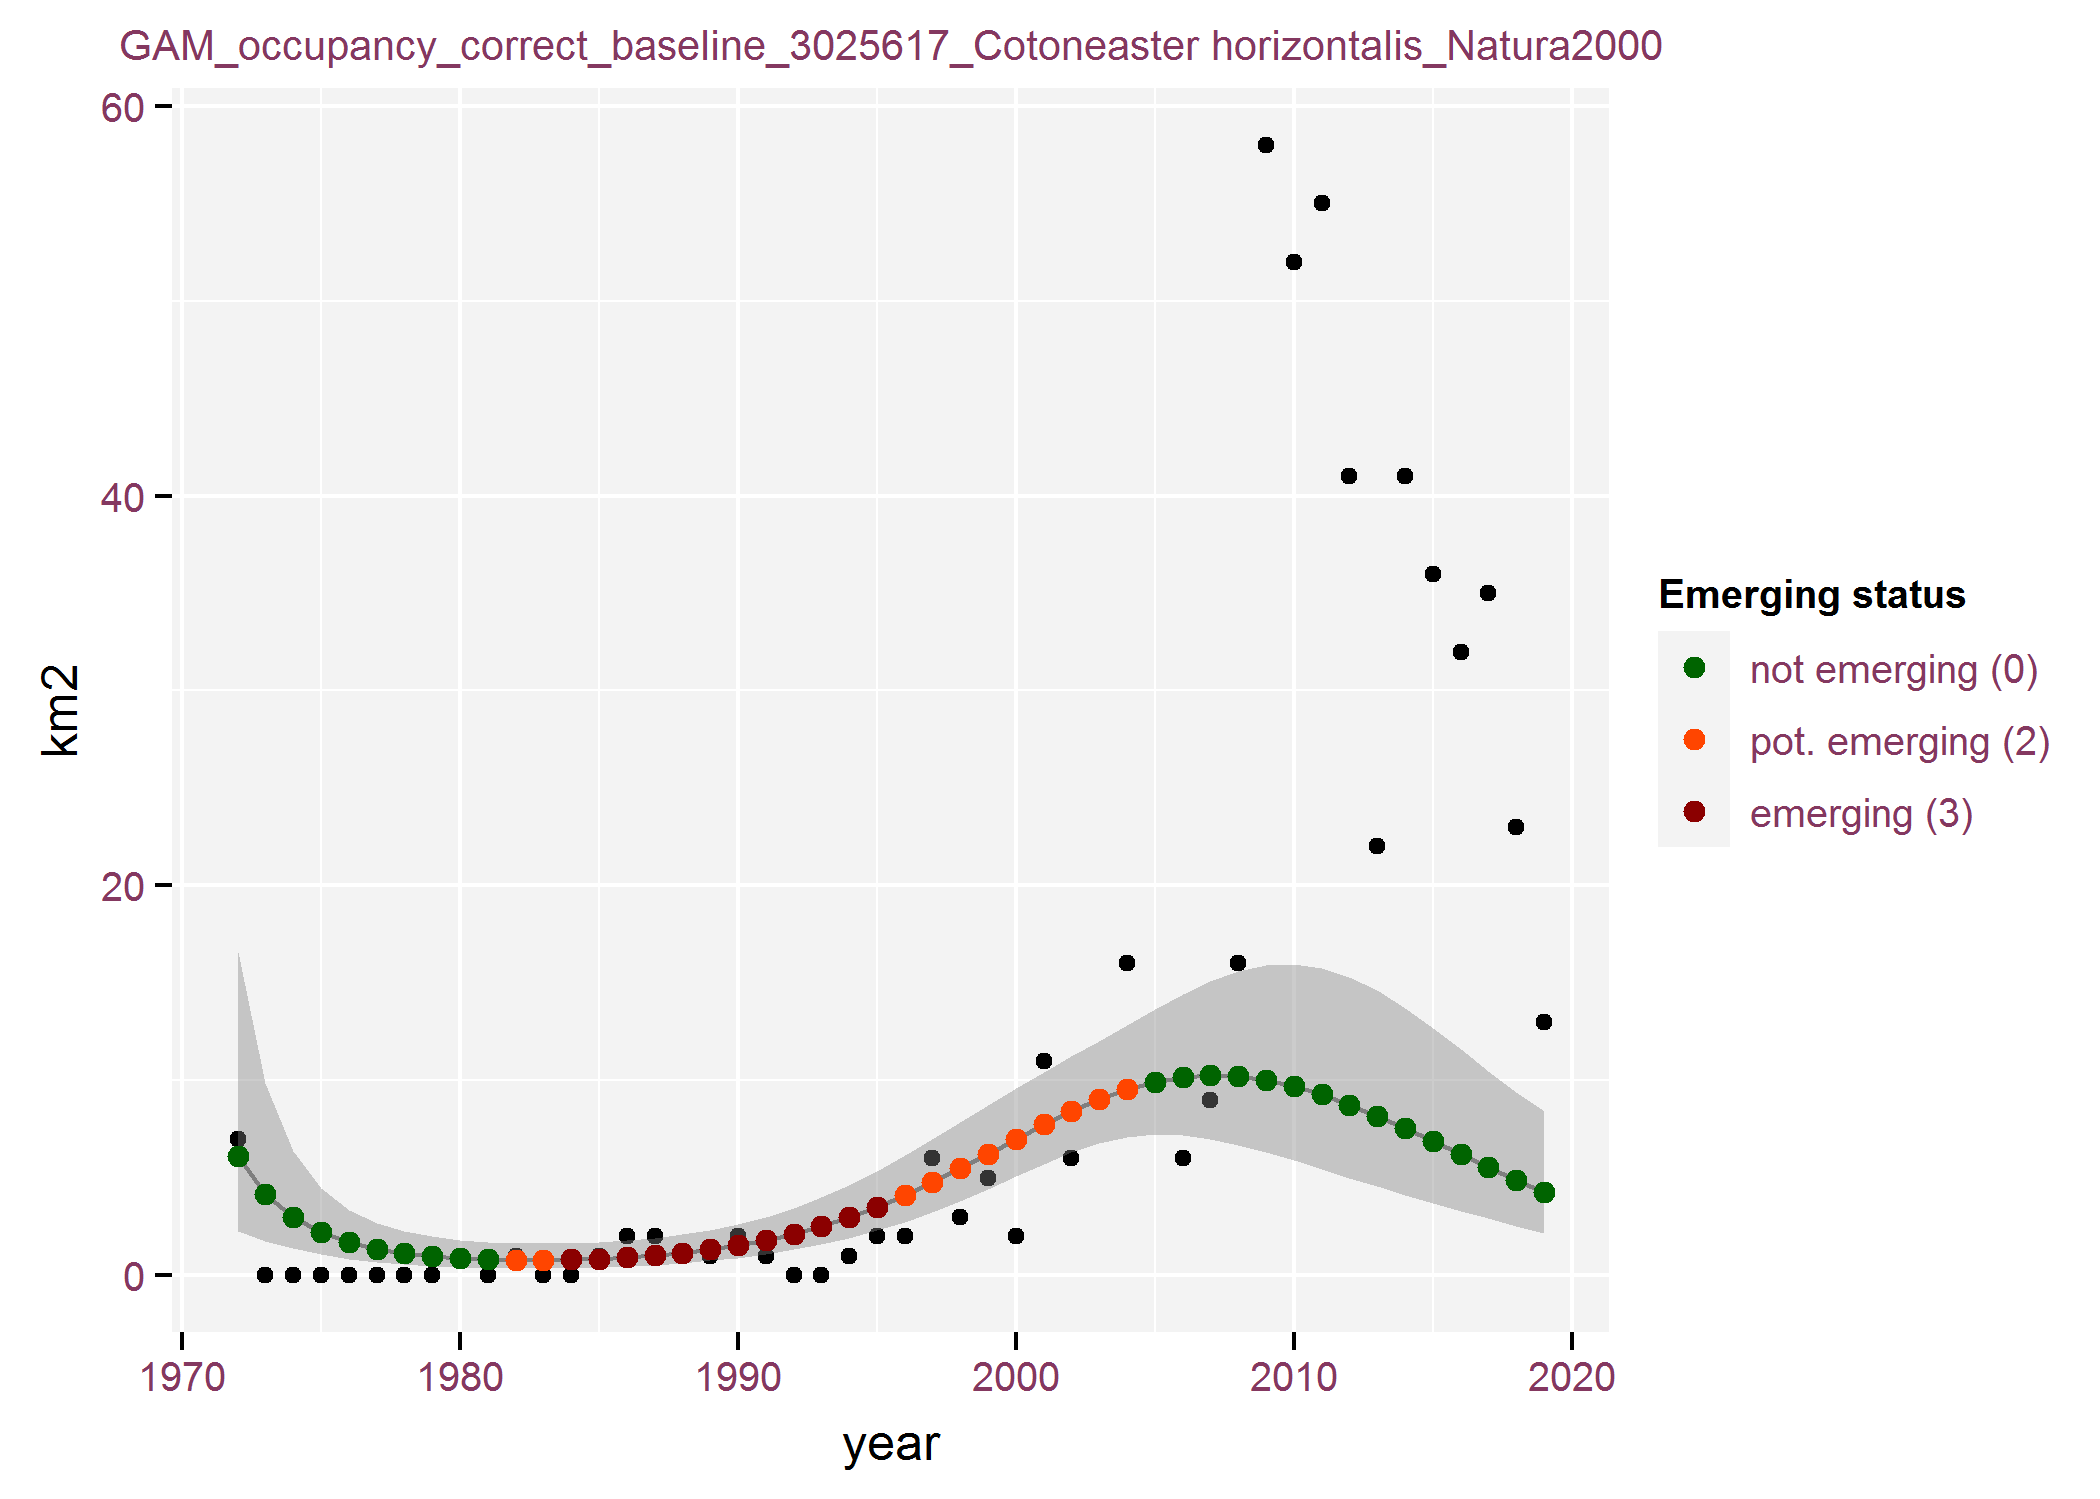 GAM_occupancy_correct_baseline_3025617_Cotoneaster horizontalis_Natura2000
60
40
20
0
km2
1970 1980 1990 2000 2010 2020
year
Emerging status
not emerging (0)
pot. emerging (2)
emerging (3)